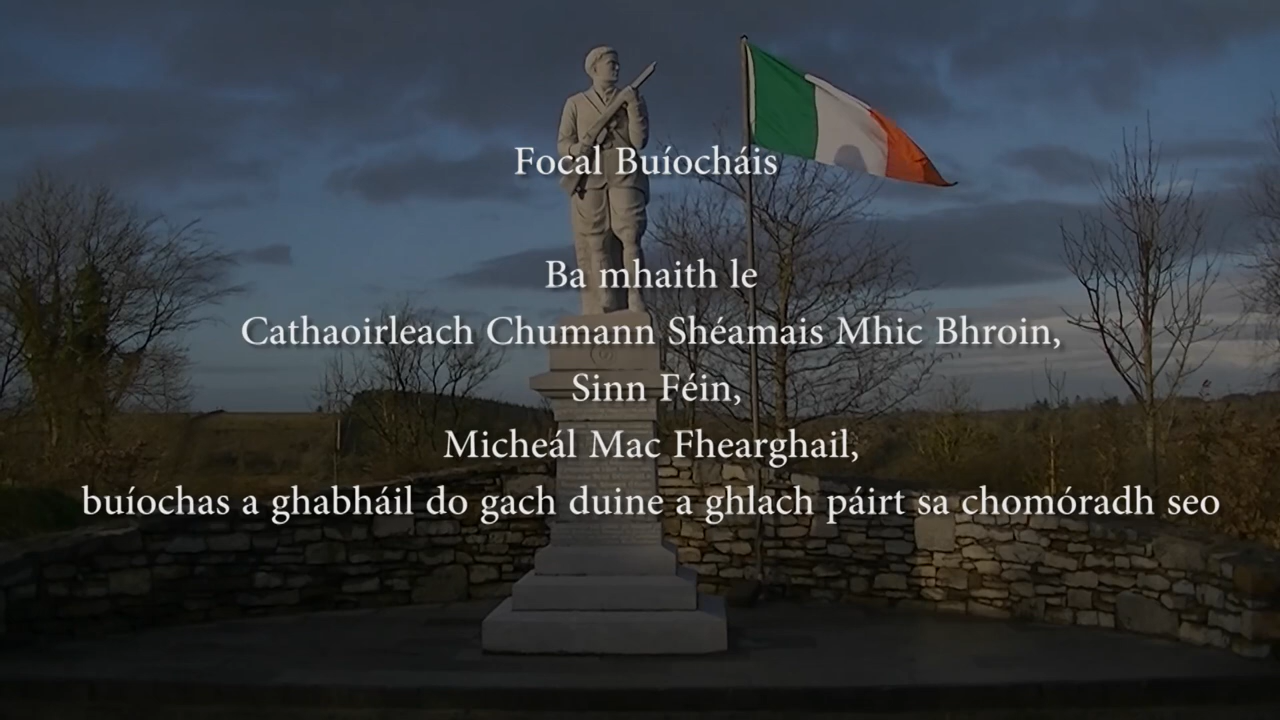 Focal Buíocháis
Ba mhaith le
Cathaoirleach Chumann Shéamais Mhic Bhroin,
Sinn Féin,
Micheál Mac Fhearghail,
buíochas a ghabháil do gach duine a ghlach páirt sa chomóradh seo